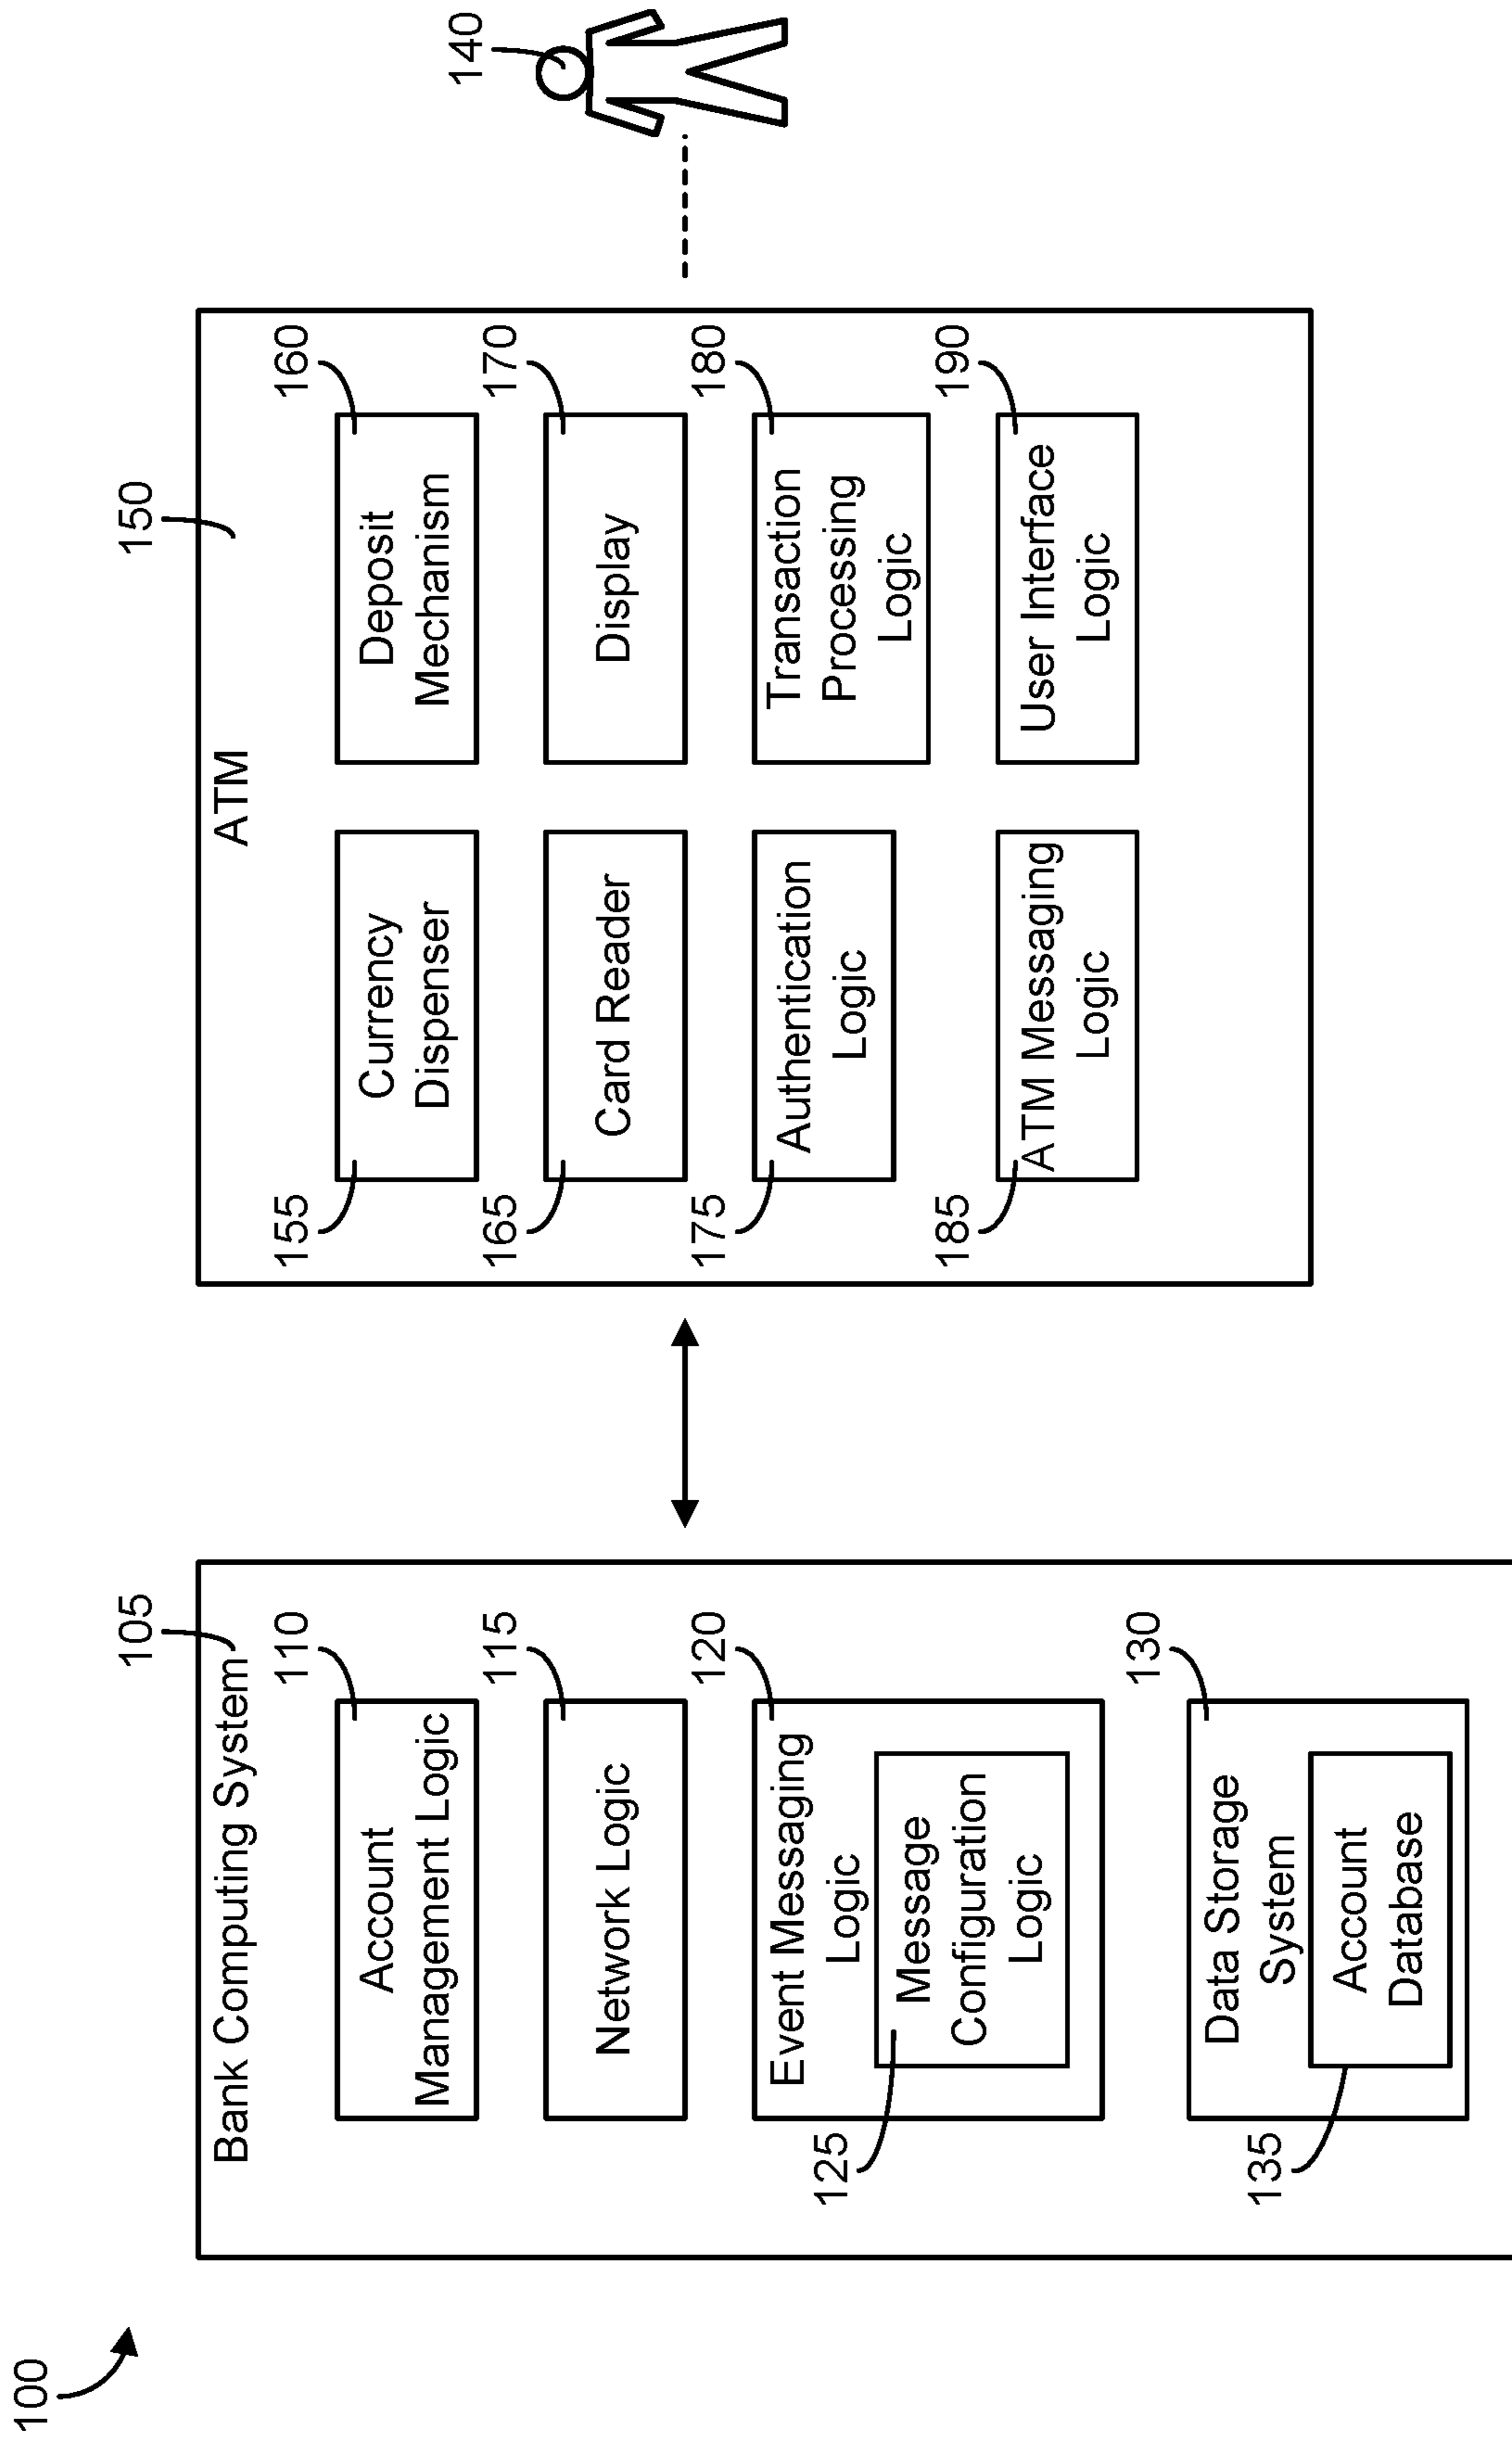 100
Bank Computing System
105
Account
Management Logic
110
Network Logic
115
Event Messaging
Logic
120
Message
Configuration
Logic
125
Data Storage
System
130
Account
Database
135
ATM
150
Currency
Dispenser
155
Deposit
Mechanism
160
Card Reader
165
Display
170
Authentication
Logic
175
Transaction
Processing
Logic
180
ATM Messaging
Logic
185
User Interface
Logic
190
140